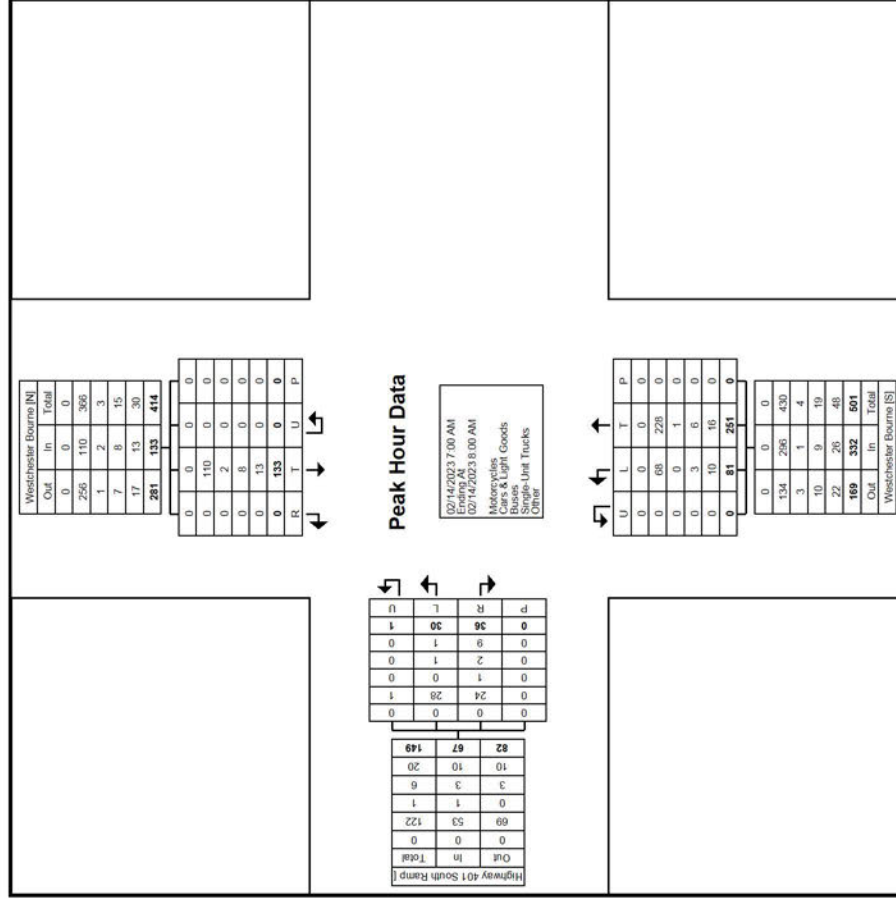 Westchester Bourne [N]
Out In Total
0 0 0
256 110 366
1 2 3
7 8 15
17 13 30
281 133 414
0 0 0 0
0 110 0 0
0 2 0 0
0 8 0 0
0 13 0 0
0 133 0 0
R T U P
Peak Hour Data
02/14/2023 7:00 AM
Ending At
02/14/2023 8:00 AM
Motorcycles
Cars & Light Goods
Buses
Single-Unit Trucks
Other
Highway 401 South Ramp [
Out In Total
0 0 0
69 53 122
0 1 1
3 3 6
10 10 20
82 67 149
0 0 0 0
1 28 24 0
0 0 1 0
0 1 2 0
0 1 9 0
1 30 36 0
U L R P
U L T P
0 0 0 0
0 68 228 0
0 0 1 0
0 3 6 0
0 10 16 0
0 81 251 0
0 0 0
134 296 430
3 1 4
10 9 19
22 26 48
169 332 501
Out In Total
Westchester Bourne [S]